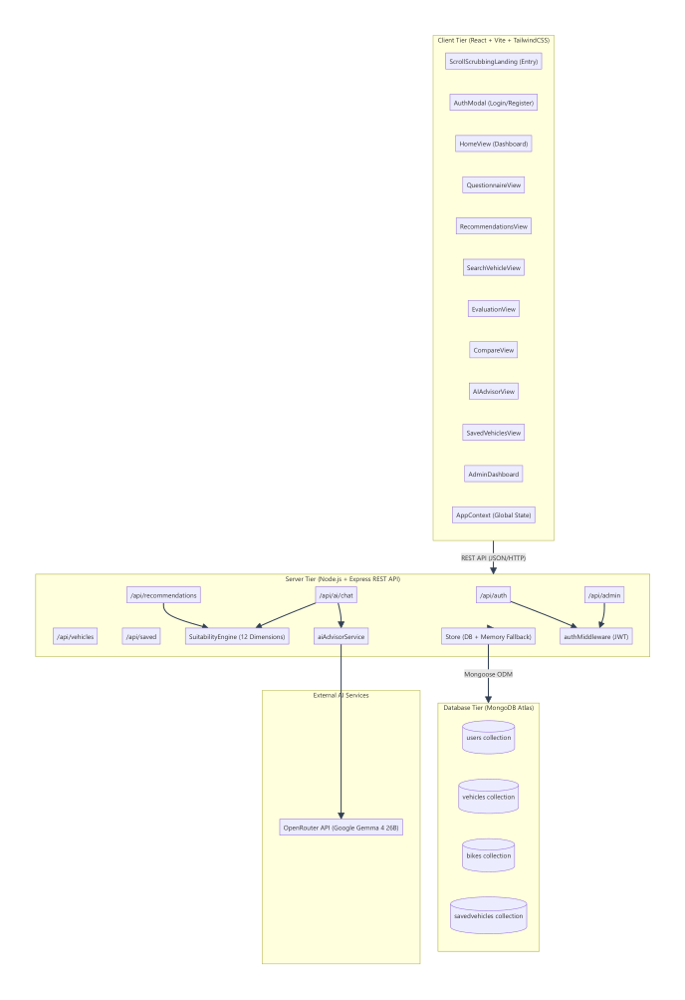 Client Tier (React + Vite + TailwindCSS)
ScrollScrubbingLanding (Entry)
AuthModal (Login/Register)
HomeView (Dashboard)
QuestionnaireView
RecommendationsView
SearchVehicleView
EvaluationView
CompareView
AIAdvisorView
SavedVehiclesView
AdminDashboard
AppContext (Global State)
REST API (JSON/HTTP)
Server Tier (Node.js + Express REST API)
/api/recommendations
/api/ai/chat
/api/auth
/api/admin
/api/vehicles
/api/saved
SuitabilityEngine (12 Dimensions)
aiAdvisorService
Store (DB + Memory Fallback)
authMiddleware (JWT)
Mongoose ODM
External AI Services
Database Tier (MongoDB Atlas)
users collection
vehicles collection
OpenRouter API (Google Gemma 4 26B)
bikes collection
savedvehicles collection